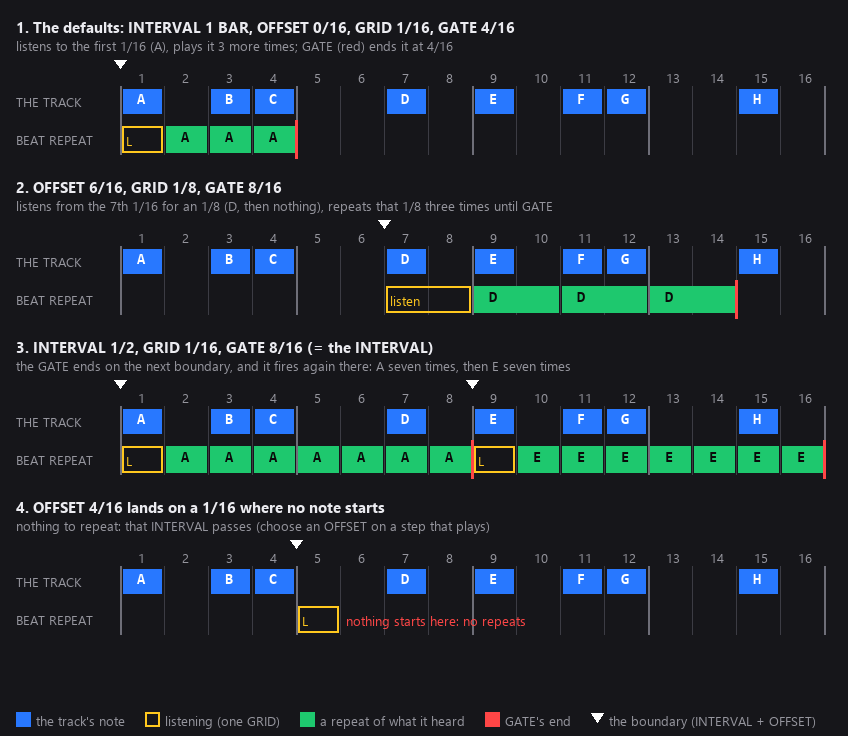 1. The defaults: INTERVAL 1 BAR, OFFSET 0/16, GRID 1/16, GATE 4/16
listens to the first 1/16 (A), plays it 3 more times; GATE (red) ends it at 4/16
1 2 3 4 5 6 7 8 9 10 11 12 13 14 15 16
THE TRACK A B C D E F G H
BEAT REPEAT L A A A
2. OFFSET 6/16, GRID 1/8, GATE 8/16
listens from the 7th 1/16 for an 1/8 (D, then nothing), repeats that 1/8 three times until GATE
1 2 3 4 5 6 7 8 9 10 11 12 13 14 15 16
THE TRACK A B C D E F G H
BEAT REPEAT listen D D D
3. INTERVAL 1/2, GRID 1/16, GATE 8/16 (= the INTERVAL)
the GATE ends on the next boundary, and it fires again there: A seven times, then E seven times
1 2 3 4 5 6 7 8 9 10 11 12 13 14 15 16
THE TRACK A B C D E F G H
BEAT REPEAT L A A A A A A A L E E E E E E E
4. OFFSET 4/16 lands on a 1/16 where no note starts
nothing to repeat: that INTERVAL passes (choose an OFFSET on a step that plays)
1 2 3 4 5 6 7 8 9 10 11 12 13 14 15 16
THE TRACK A B C D E F G H
BEAT REPEAT L nothing starts here: no repeats
the track's note listening (one GRID) a repeat of what it heard GATE's end the boundary (INTERVAL + OFFSET)